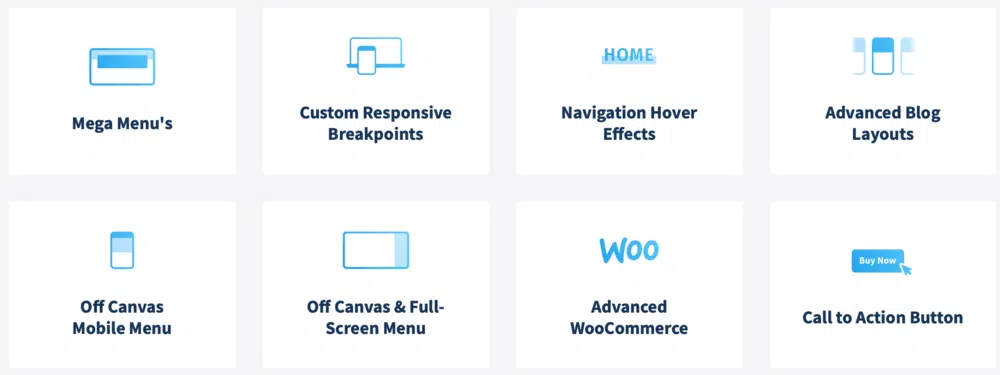 Mega Menu's
Custom Responsive
Breakpoints
HOME
Navigation Hover
Effects
Advanced Blog
Layouts
Off Canvas
Mobile Menu
Off Canvas & Full-
Screen Menu
Woo
Advanced
WooCommerce
Buy Now
Call to Action Button